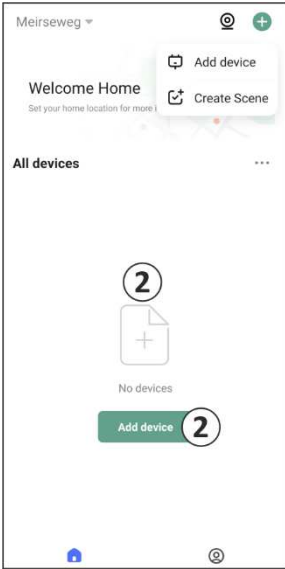 Meirseweg
Add device
Welcome Home
Set your home location for more i
Create Scene
All devices
2
No devices
Add device
2